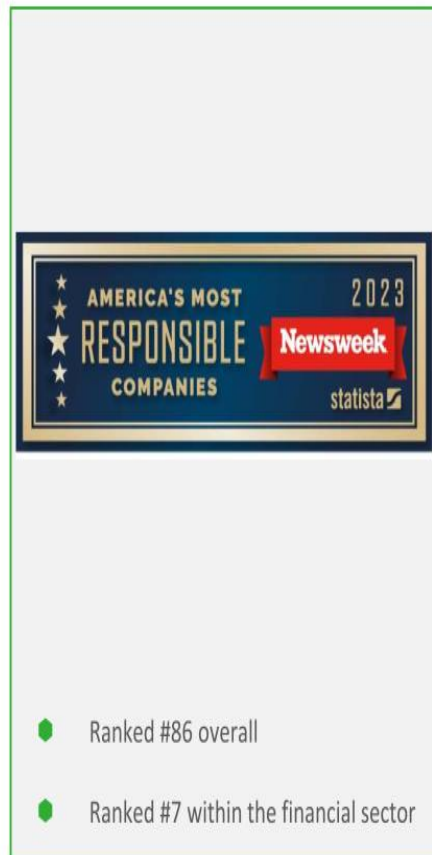 2023
AMERICA'S MOST
RESPONSIBLE
COMPANIES
Newsweek
statista
Ranked #86 overall
Ranked #7 within the financial sector